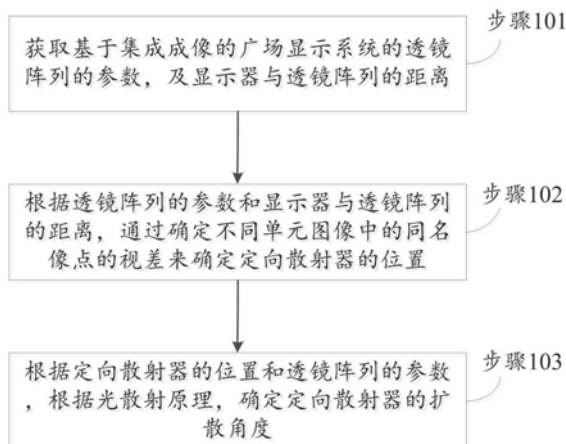 步骤101
获取基于集成成像的广场显示系统的透镜
阵列的参数，及显示器与透镜阵列的距离
步骤102
根据透镜阵列的参数和显示器与透镜阵列
的距离，通过确定不同单元图像中的同名
像点的视差来确定定向散射器的位置
步骤103
根据定向散射器的位置和透镜阵列的参数
，根据光散射原理，确定定向散射器的扩
散角度